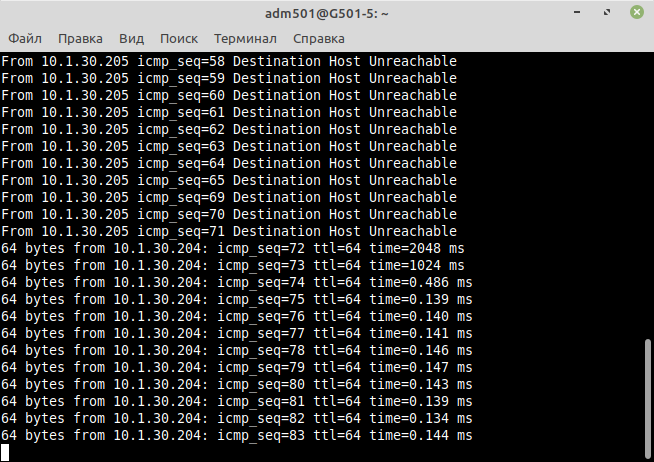 adm501@G501-5: ~
Файл Правка Вид Поиск Терминал Справка
From 10.1.30.205 icmp_seq=58 Destination Host Unreachable
From 10.1.30.205 icmp_seq=59 Destination Host Unreachable
From 10.1.30.205 icmp_seq=60 Destination Host Unreachable
From 10.1.30.205 icmp_seq=61 Destination Host Unreachable
From 10.1.30.205 icmp_seq=62 Destination Host Unreachable
From 10.1.30.205 icmp_seq=63 Destination Host Unreachable
From 10.1.30.205 icmp_seq=64 Destination Host Unreachable
From 10.1.30.205 icmp_seq=65 Destination Host Unreachable
From 10.1.30.205 icmp_seq=69 Destination Host Unreachable
From 10.1.30.205 icmp_seq=70 Destination Host Unreachable
From 10.1.30.205 icmp_seq=71 Destination Host Unreachable
64 bytes from 10.1.30.204: icmp_seq=72 ttl=64 time=2048 ms
64 bytes from 10.1.30.204: icmp_seq=73 ttl=64 time=1024 ms
64 bytes from 10.1.30.204: icmp_seq=74 ttl=64 time=0.486 ms
64 bytes from 10.1.30.204: icmp_seq=75 ttl=64 time=0.139 ms
64 bytes from 10.1.30.204: icmp_seq=76 ttl=64 time=0.140 ms
64 bytes from 10.1.30.204: icmp_seq=77 ttl=64 time=0.141 ms
64 bytes from 10.1.30.204: icmp_seq=78 ttl=64 time=0.146 ms
64 bytes from 10.1.30.204: icmp_seq=79 ttl=64 time=0.147 ms
64 bytes from 10.1.30.204: icmp_seq=80 ttl=64 time=0.143 ms
64 bytes from 10.1.30.204: icmp_seq=81 ttl=64 time=0.139 ms
64 bytes from 10.1.30.204: icmp_seq=82 ttl=64 time=0.134 ms
64 bytes from 10.1.30.204: icmp_seq=83 ttl=64 time=0.144 ms